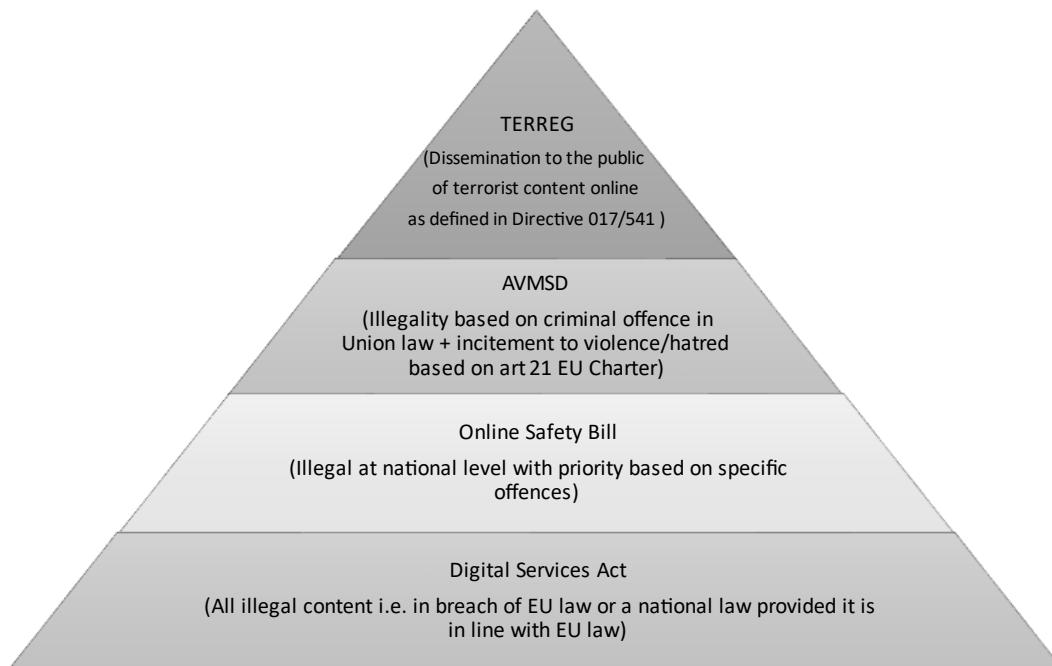 TERREG
(Dissemination to the public
of terrorist content online
as defined in Directive 017/541 )
AVMSD
(Illegality based on criminal offence in
Union law + incitement to violence/hatred
based on art 21 EU Charter)
Online Safety Bill
(Illegal at national level with priority based on specific
offences)
Digital Services Act
(All illegal content i.e. in breach of EU law or a national law provided it is
in line with EU law)